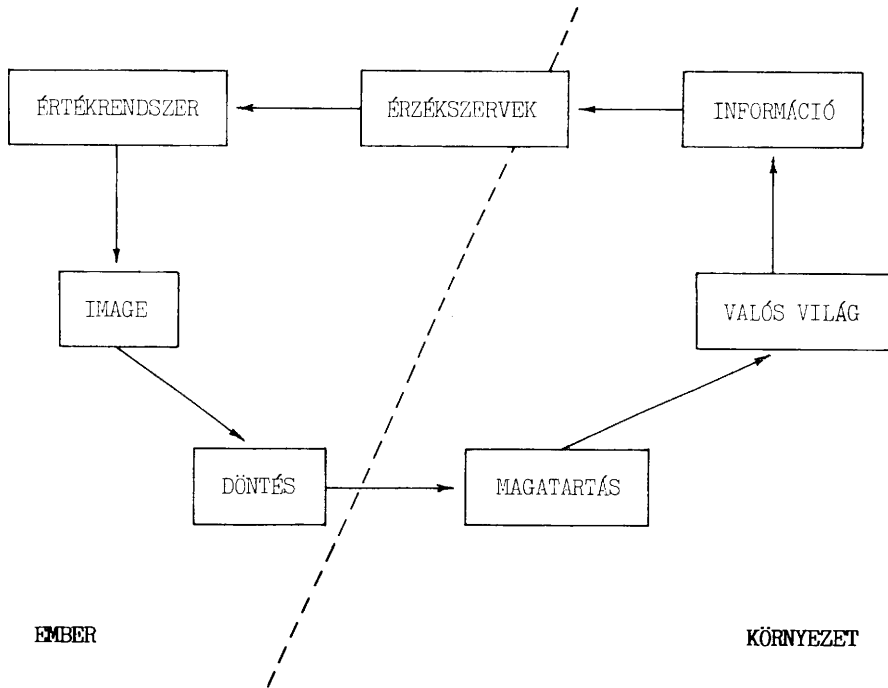 ÉRTÉKRENDSZER
ÉRZÉKSZERVEK
INFORMÁCIÓ
IMAGE
VALÓS VILÁG
DÖNTÉS
MAGATARTÁS
EMBER
KÖRNYEZET